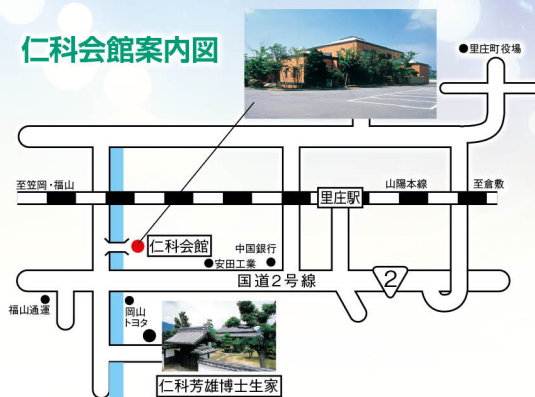 仁科会館案内図
里庄町役場
至笠岡・福山
里庄駅
山陽本線
至倉敷
仁科会館
中国銀行
安田工業
国道2号線
2
福山通運
岡山
トヨタ
仁科芳雄博士生家